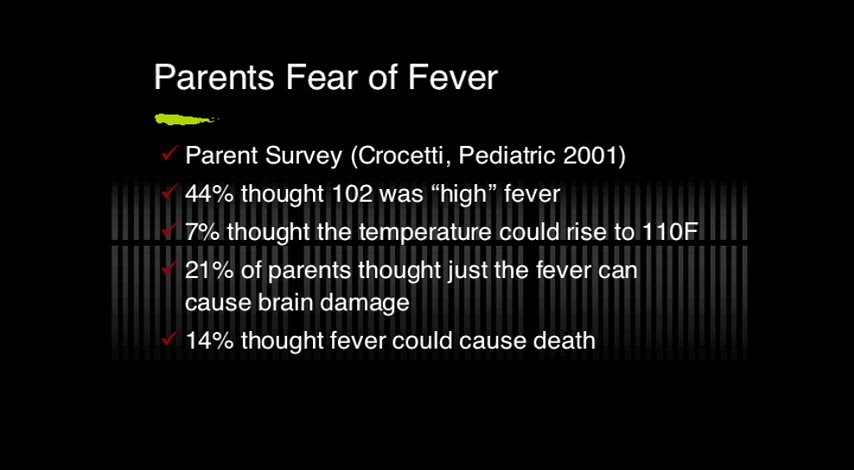 Parents Fear of Fever
Parent Survey (Crocetti, Pediatric 2001)
44% thought 102 was “high” fever
7% thought the temperature could rise to 110F
21% of parents thought just the fever can
cause brain damage
14% thought fever could cause death